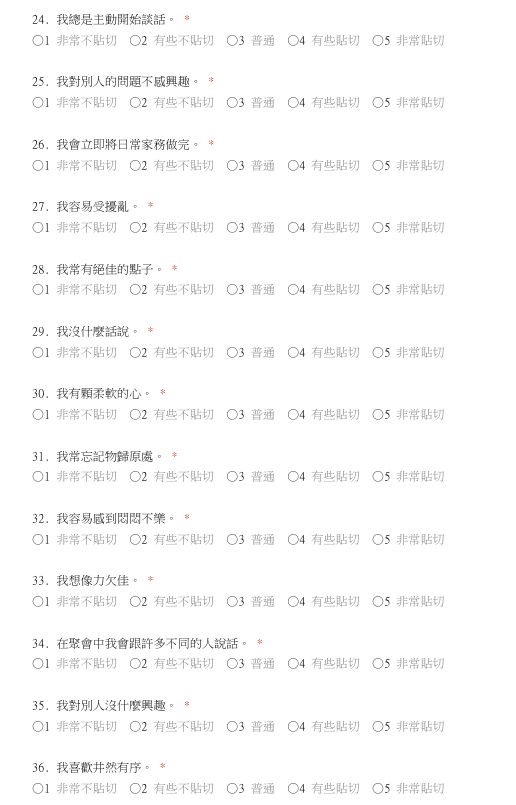 24. 我總是主動開始談話。 *
○1 非常不貼切 ○2 有些不貼切 ○3 普通 ○4 有些貼切 ○5 非常貼切
25. 我對別人的問題不感興趣。 *
○1 非常不貼切 ○2 有些不貼切 ○3 普通 ○4 有些貼切 ○5 非常貼切
26. 我會立即將日常家務做完。 *
○1 非常不貼切 ○2 有些不貼切 ○3 普通 ○4 有些貼切 ○5 非常貼切
27. 我容易受擾亂。 *
○1 非常不貼切 ○2 有些不貼切 ○3 普通 ○4 有些貼切 ○5 非常貼切
28. 我常有絕佳的點子。 *
○1 非常不貼切 ○2 有些不貼切 ○3 普通 ○4 有些貼切 ○5 非常貼切
29. 我沒什麼話說。 *
○1 非常不貼切 ○2 有些不貼切 ○3 普通 ○4 有些貼切 ○5 非常貼切
30. 我有顆柔軟的心。 *
○1 非常不貼切 ○2 有些不貼切 ○3 普通 ○4 有些貼切 ○5 非常貼切
31. 我常忘記物歸原處。 *
○1 非常不貼切 ○2 有些不貼切 ○3 普通 ○4 有些貼切 ○5 非常貼切
32. 我容易感到悶悶不樂。 *
○1 非常不貼切 ○2 有些不貼切 ○3 普通 ○4 有些貼切 ○5 非常貼切
33. 我想像力欠佳。 *
○1 非常不貼切 ○2 有些不貼切 ○3 普通 ○4 有些貼切 ○5 非常貼切
34. 在聚會中我會跟許多不同的人說話。 *
○1 非常不貼切 ○2 有些不貼切 ○3 普通 ○4 有些貼切 ○5 非常貼切
35. 我對別人沒什麼興趣。 *
○1 非常不貼切 ○2 有些不貼切 ○3 普通 ○4 有些貼切 ○5 非常貼切
36. 我喜歡井然有序。 *
○1 非常不貼切 ○2 有些不貼切 ○3 普通 ○4 有些貼切 ○5 非常貼切